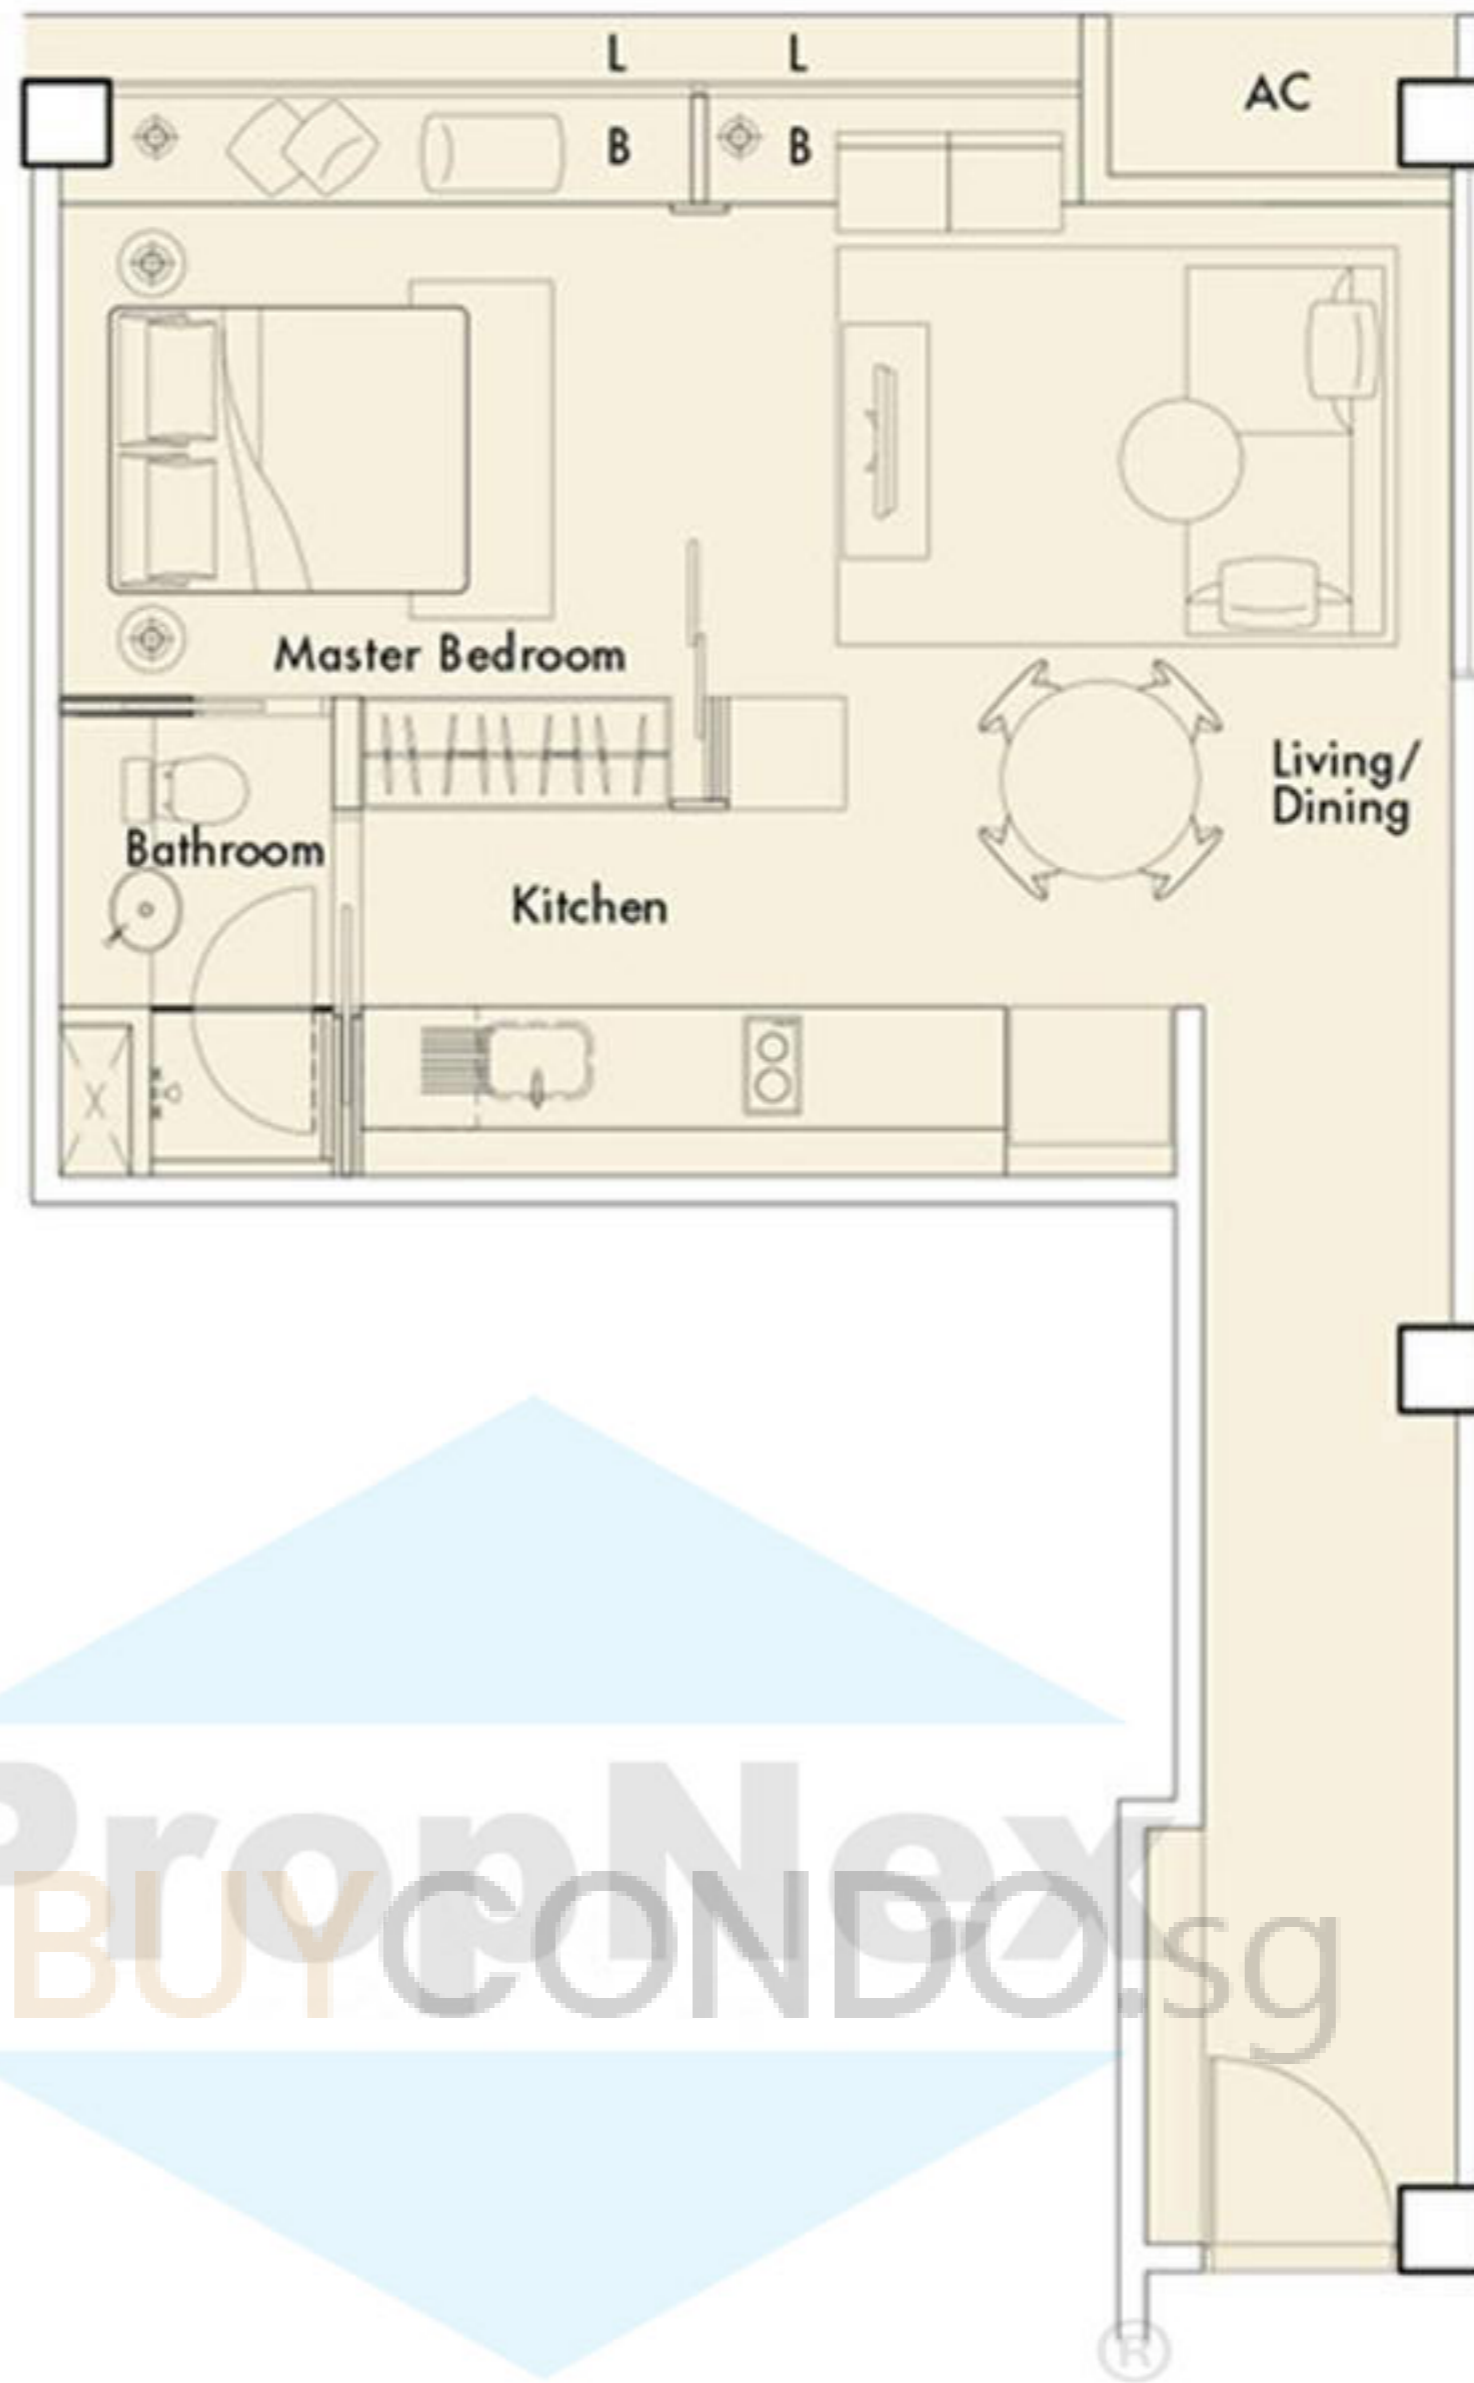 L L
AC
B B
Master Bedroom
Living/
Dining
Bathroom
Kitchen
PropNex
BUYCONDO.sg
®